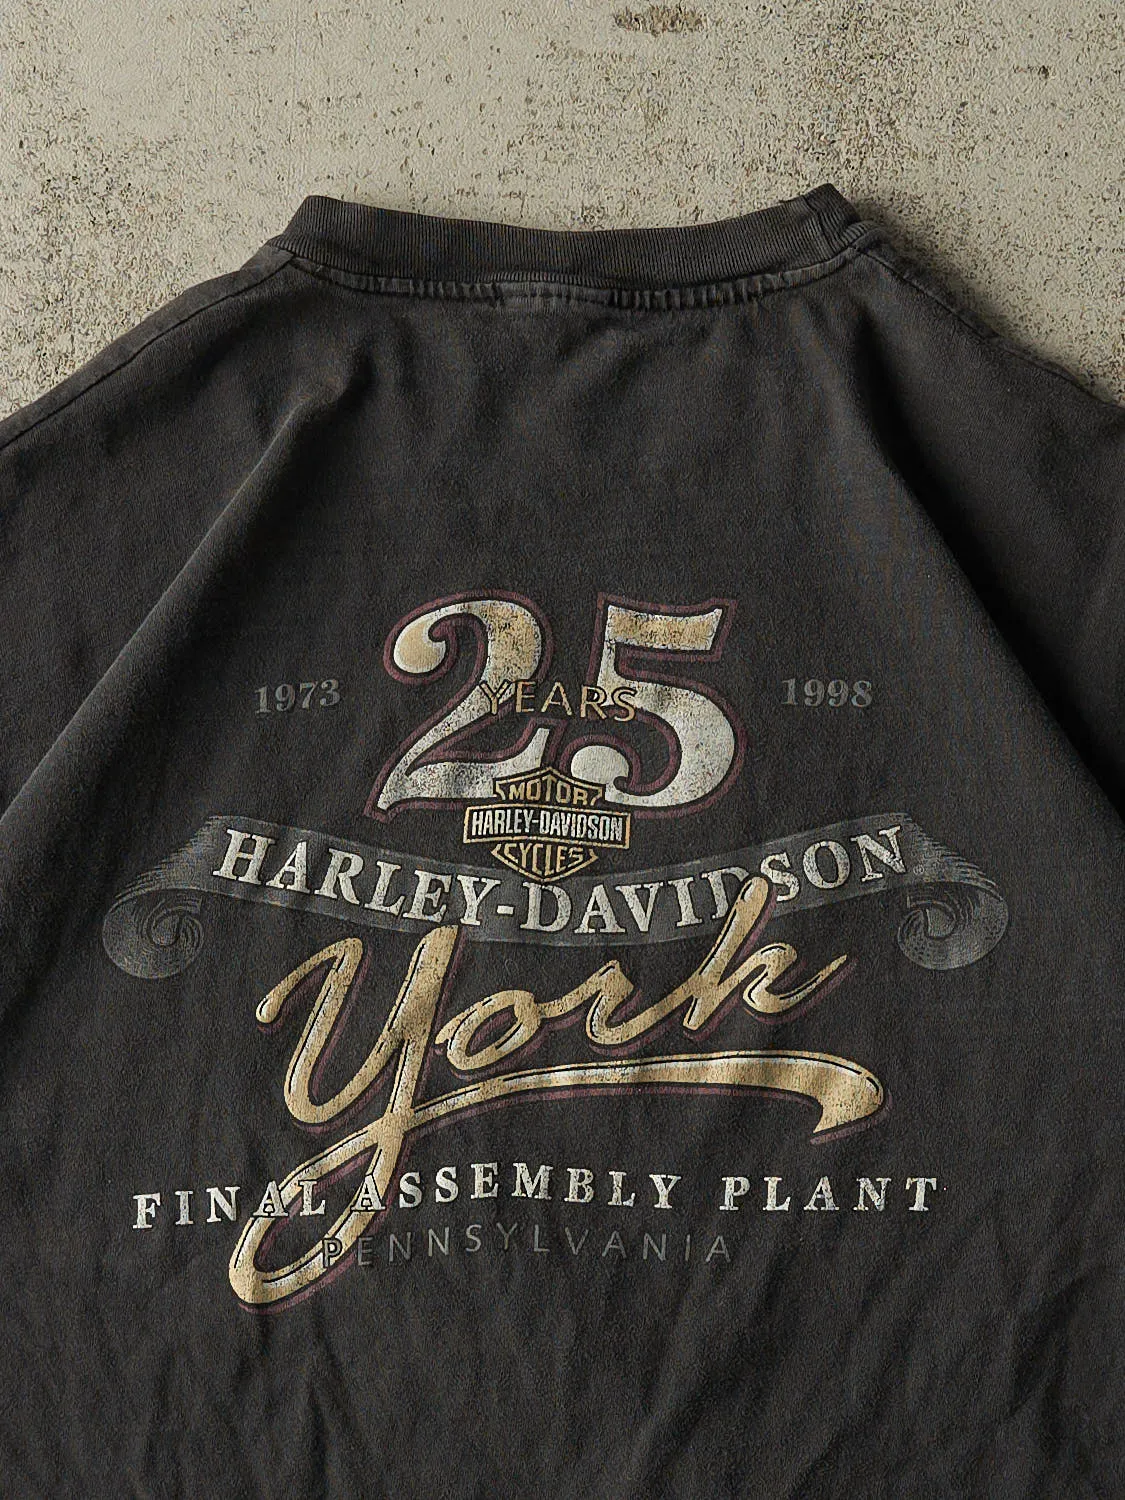 25
1973 YEARS 1998
MOTOR
HARLEY-DAVIDSON
CYCLES
HARLEY-DAVIDSON
York
FINAL ASSEMBLY PLANT
PENNSYLVANIA